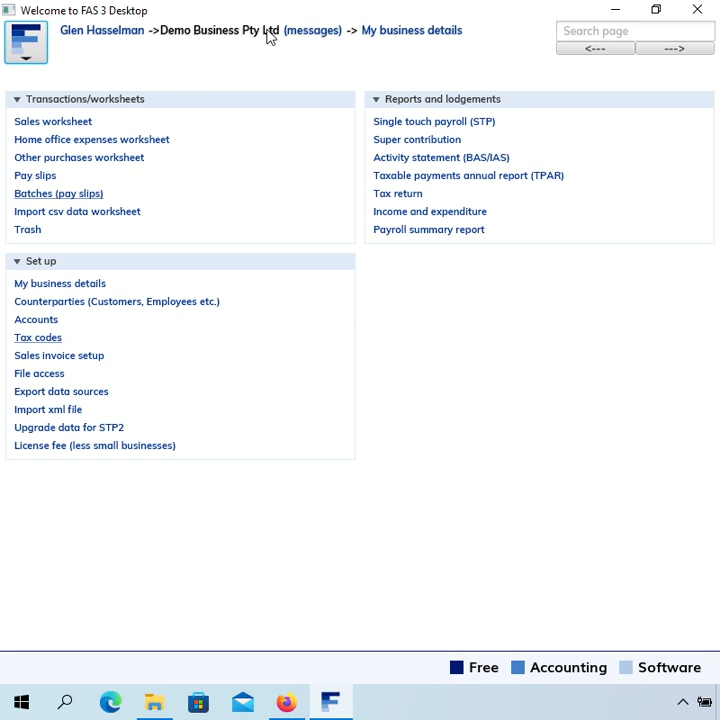 Welcome to FAS 3 Desktop
Glen Hasselman ->Demo Business Pty Ltd (messages) -> My business details
Search page
<---
--->
▼ Transactions/worksheets
Sales worksheet
Home office expenses worksheet
Other purchases worksheet
Pay slips
Batches (pay slips)
Import csv data worksheet
Trash
▼ Reports and lodgements
Single touch payroll (STP)
Super contribution
Activity statement (BAS/IAS)
Taxable payments annual report (TPAR)
Tax return
Income and expenditure
Payroll summary report
▼ Set up
My business details
Counterparties (Customers, Employees etc.)
Accounts
Tax codes
Sales invoice setup
File access
Export data sources
Import xml file
Upgrade data for STP2
License fee (less small businesses)
Free Accounting Software